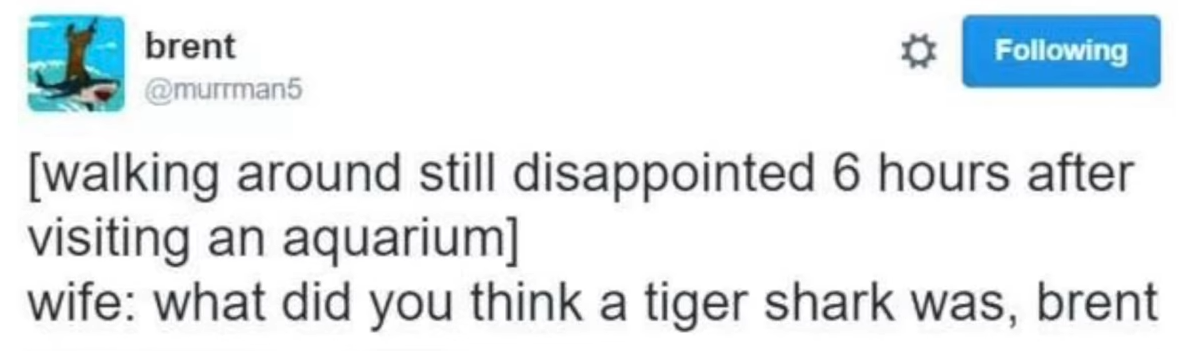 brent
@murrman5
Following
[walking around still disappointed 6 hours after
visiting an aquarium]
wife: what did you think a tiger shark was, brent